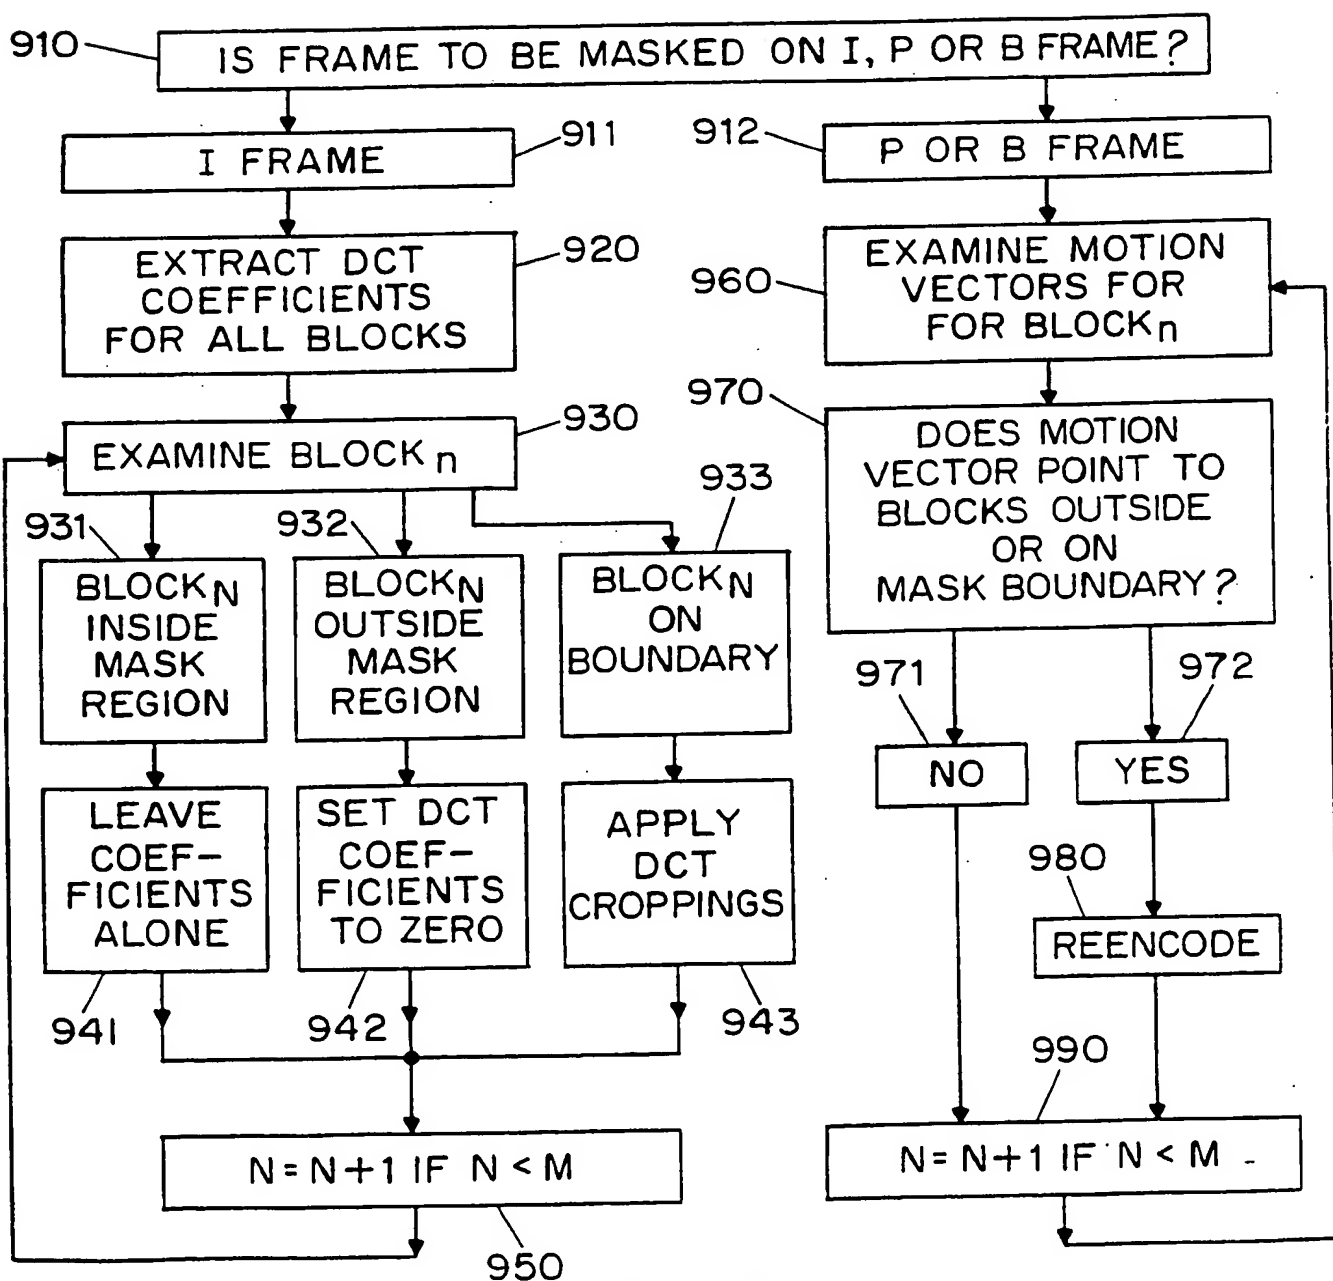 910
IS FRAME TO BE MASKED ON I, P OR B FRAME?
I FRAME
911
912
P OR B FRAME
EXTRACT DCT
COEFFICIENTS
FOR ALL BLOCKS
920
960
EXAMINE MOTION
VECTORS FOR
FOR BLOCKn
EXAMINE BLOCKn
930
970
DOES MOTION
VECTOR POINT TO
BLOCKS OUTSIDE
OR ON
MASK BOUNDARY?
931
BLOCKN
INSIDE
MASK
REGION
932
BLOCKN
OUTSIDE
MASK
REGION
933
BLOCKN
ON
BOUNDARY
971
NO
972
YES
LEAVE
COEF-
FICIENTS
ALONE
941
SET DCT
COEF-
FICIENTS
TO ZERO
942
APPLY
DCT
CROPPINGS
943
980
REENCODE
990
N=N+1 IF N<M
950
N=N+1 IF N<M